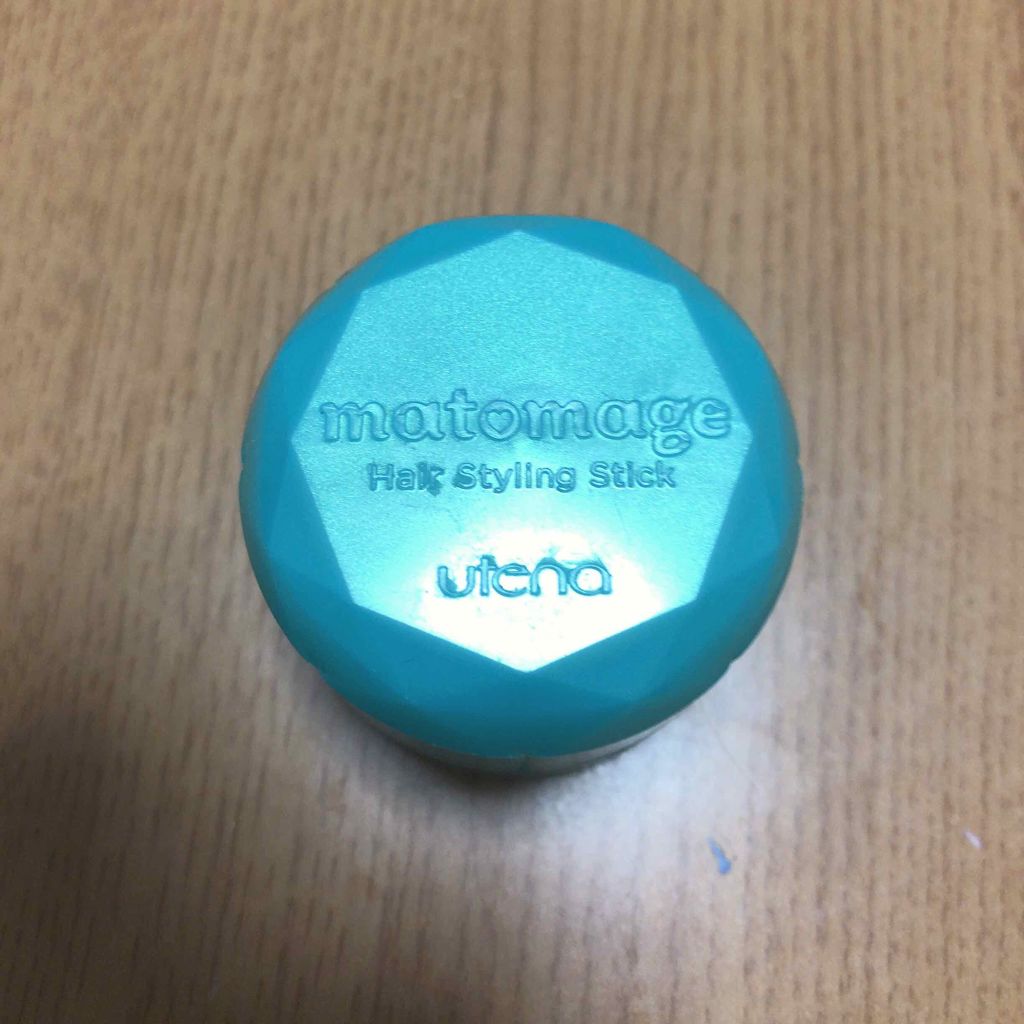 matomage
Hair Styling Stick
utena